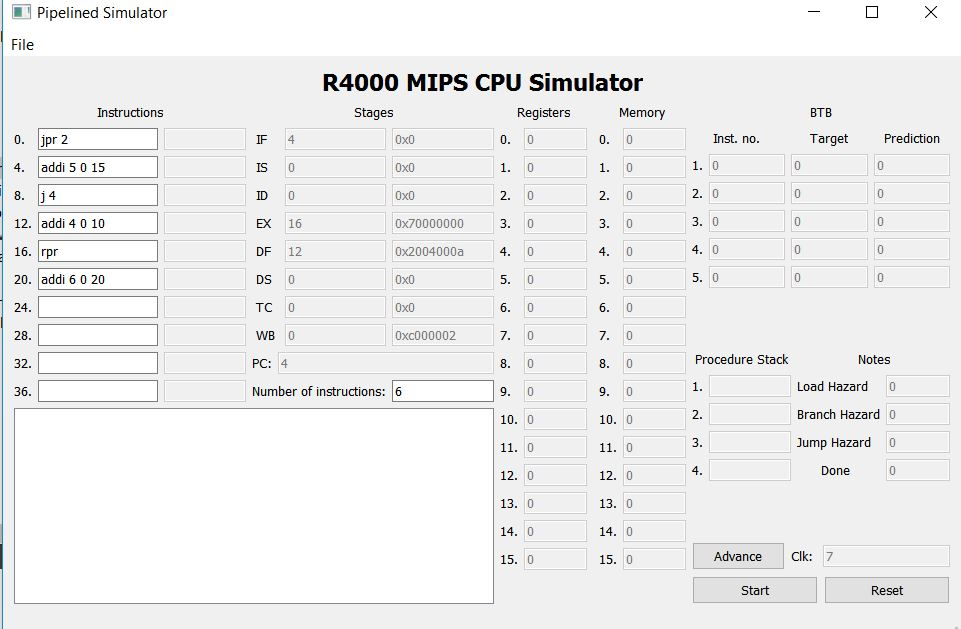 Pipelined Simulator
File
R4000 MIPS CPU Simulator
Instructions Stages Registers Memory BTB
Inst. no. Target Prediction
0. jpr 2 IF 4 0x0 0. 0 0. 0
1. 0 0 0
4. addi 5 0 15 IS 0 0x0 1. 0 1. 0
2. 0 0 0
8. j 4 ID 0 0x0 2. 0 2. 0
3. 0 0 0
12. addi 4 0 10 EX 16 0x70000000 3. 0 3. 0
4. 0 0 0
16. rpr DF 12 0x2004000a 4. 0 4. 0
5. 0 0 0
20. addi 6 0 20 DS 0 0x0 5. 0 5. 0
24. TC 0 0x0 6. 0 6. 0
28. WB 0 0xc000002 7. 0 7. 0
Procedure Stack Notes
32. PC: 4 8. 0 8. 0
1. Load Hazard 0
36. Number of instructions: 6 9. 0 9. 0
2. Branch Hazard 0
10. 0 10. 0
3. Jump Hazard 0
11. 0 11. 0
4. Done 0
12. 0 12. 0
13. 0 13. 0
14. 0 14. 0
15. 0 15. 0
Advance Clk: 7
Start Reset